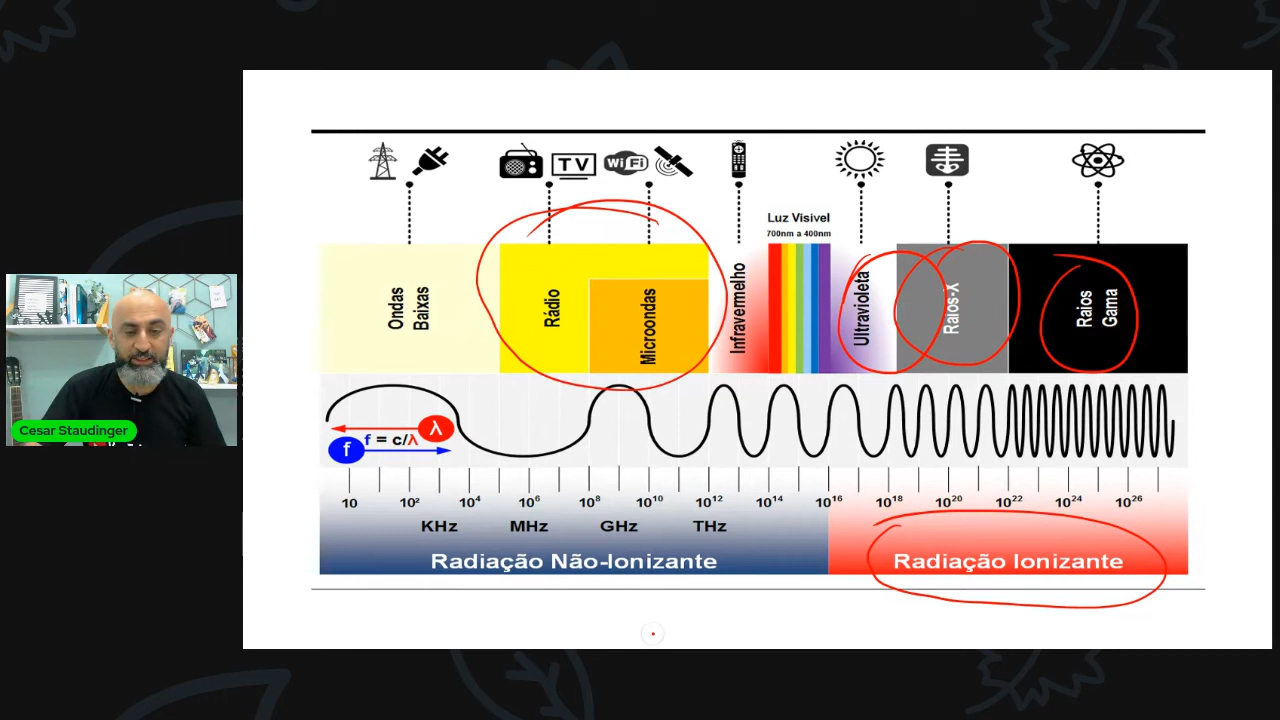 TV
WiFi
Luz Visivel
700nm a 400nm
Ondas
Baixas
Rádio
Microondas
Infravermelho
Ultravioleta
Raios-X
Raios
Gama
λ
f = c/λ
f
10 10² 10⁴ 10⁶ 10⁸ 10¹⁰ 10¹² 10¹⁴ 10¹⁶ 10¹⁸ 10²⁰ 10²² 10²⁴ 10²⁶
KHz MHz GHz THz
Radiação Não-Ionizante Radiação Ionizante
Cesar Staudinger